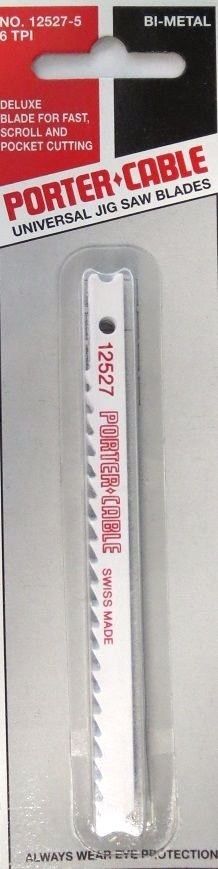 NO. 12527-5
6 TPI
BI-METAL
DELUXE
BLADE FOR FAST,
SCROLL AND
POCKET CUTTING
PORTER♦CABLE
UNIVERSAL JIG SAW BLADES
12527 PORTER♦CABLE SWISS MADE
ALWAYS WEAR EYE PROTECTION